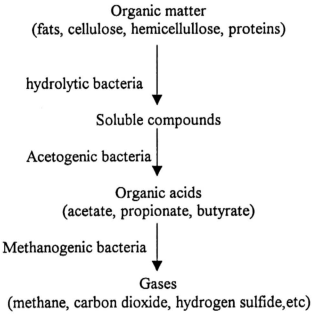 Organic matter
(fats, cellulose, hemicellullose, proteins)
hydrolytic bacteria
Soluble compounds
Acetogenic bacteria
Organic acids
(acetate, propionate, butyrate)
Methanogenic bacteria
Gases
(methane, carbon dioxide, hydrogen sulfide,etc)